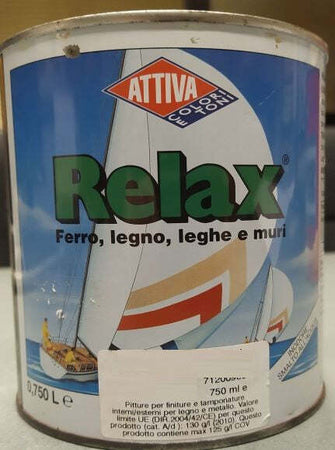 ATTIVA
COLORI
E TONI
Relax®
Ferro, legno, leghe e muri
0,750 L e
750 ml e
Pitture per finiture e tamponature
interni/esterni per legno e metallo. Valore
limite UE (DIR.2004/42/CE) per questo
prodotto (cat. A/d): 130 g/l (2010). Questo
prodotto contiene max 125 g/l COV